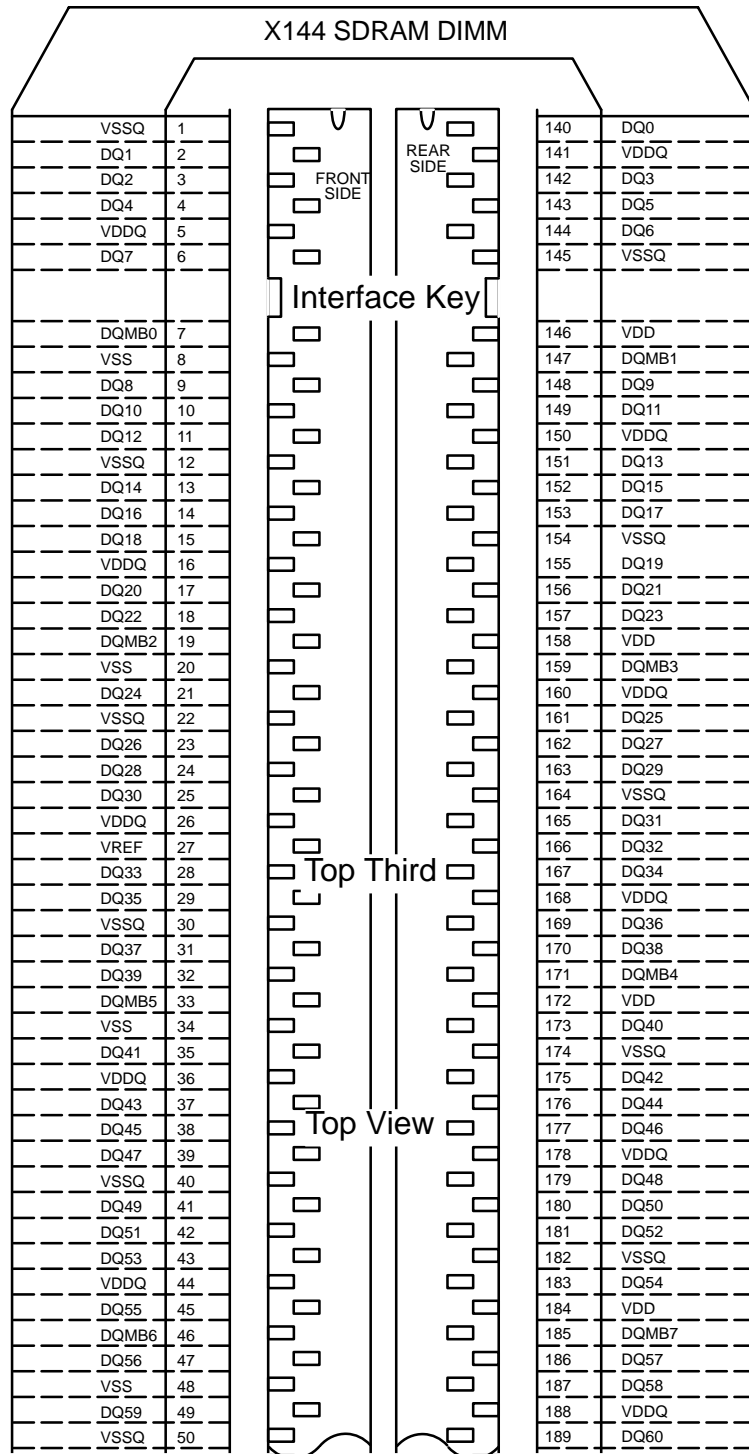 X144 SDRAM DIMM
VSSQ 1 140 DQ0
DQ1 2 141 VDDQ
DQ2 3 142 DQ3
DQ4 4 143 DQ5
VDDQ 5 144 DQ6
DQ7 6 145 VSSQ
FRONT
SIDE
REAR
SIDE
Interface Key
DQMB0 7 146 VDD
VSS 8 147 DQMB1
DQ8 9 148 DQ9
DQ10 10 149 DQ11
DQ12 11 150 VDDQ
VSSQ 12 151 DQ13
DQ14 13 152 DQ15
DQ16 14 153 DQ17
DQ18 15 154 VSSQ
VDDQ 16 155 DQ19
DQ20 17 156 DQ21
DQ22 18 157 DQ23
DQMB2 19 158 VDD
VSS 20 159 DQMB3
DQ24 21 160 VDDQ
VSSQ 22 161 DQ25
DQ26 23 162 DQ27
DQ28 24 163 DQ29
DQ30 25 164 VSSQ
VDDQ 26 165 DQ31
VREF 27 166 DQ32
DQ33 28 Top Third 167 DQ34
DQ35 29 168 VDDQ
VSSQ 30 169 DQ36
DQ37 31 170 DQ38
DQ39 32 171 DQMB4
DQMB5 33 172 VDD
VSS 34 173 DQ40
DQ41 35 174 VSSQ
VDDQ 36 175 DQ42
DQ43 37 176 DQ44
DQ45 38 Top View 177 DQ46
DQ47 39 178 VDDQ
VSSQ 40 179 DQ48
DQ49 41 180 DQ50
DQ51 42 181 DQ52
DQ53 43 182 VSSQ
VDDQ 44 183 DQ54
DQ55 45 184 VDD
DQMB6 46 185 DQMB7
DQ56 47 186 DQ57
VSS 48 187 DQ58
DQ59 49 188 VDDQ
VSSQ 50 189 DQ60